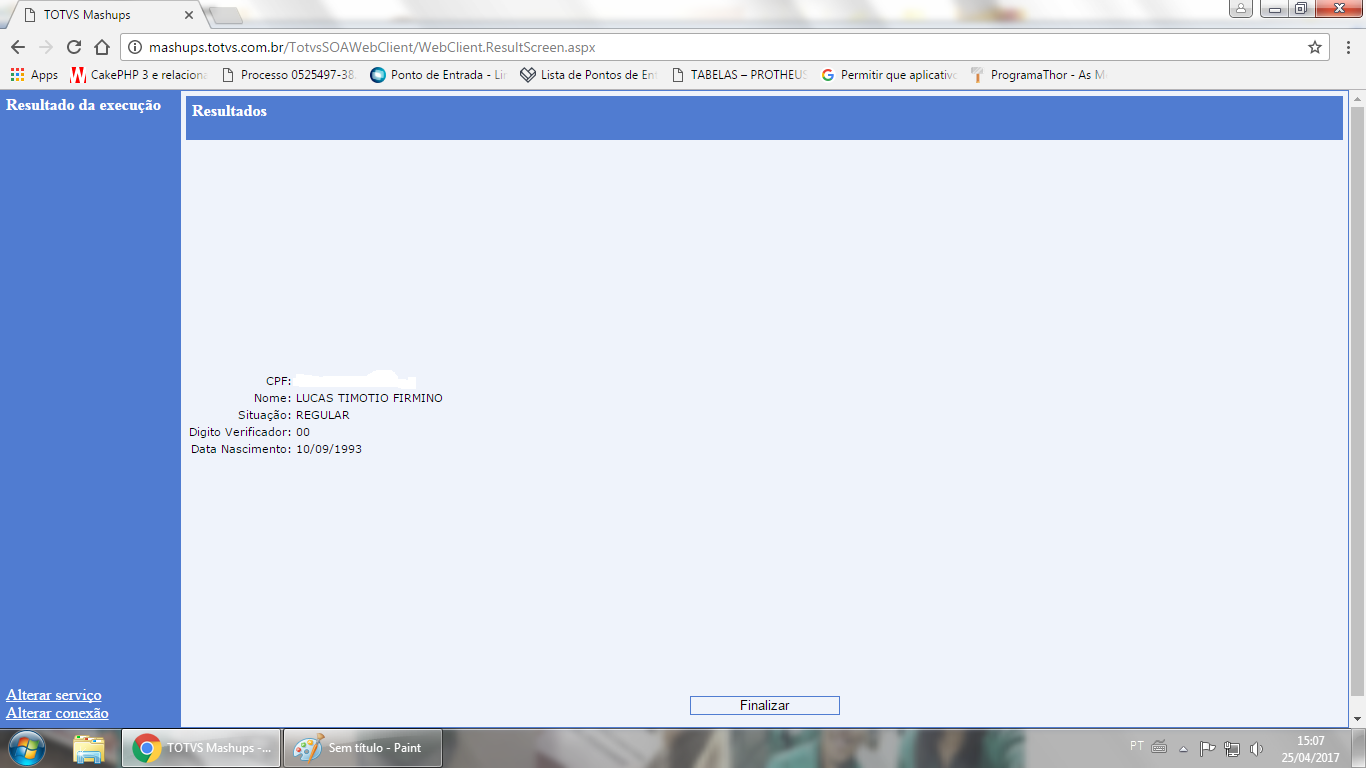 TOTVS Mashups
mashups.totvs.com.br/TotvsSOAWebClient/WebClient.ResultScreen.aspx
Apps CakePHP 3 e relaciona Processo 0525497-38 Ponto de Entrada - Li Lista de Pontos de En TABELAS – PROTHEUS Permitir que aplicativo ProgramaThor - As Me
Resultado da execução
Resultados
CPF:
Nome: LUCAS TIMOTIO FIRMINO
Situação: REGULAR
Digito Verificador: 00
Data Nascimento: 10/09/1993
Alterar serviço
Alterar conexão
Finalizar
TOTVS Mashups -...
Sem título - Paint
PT
15:07
25/04/2017